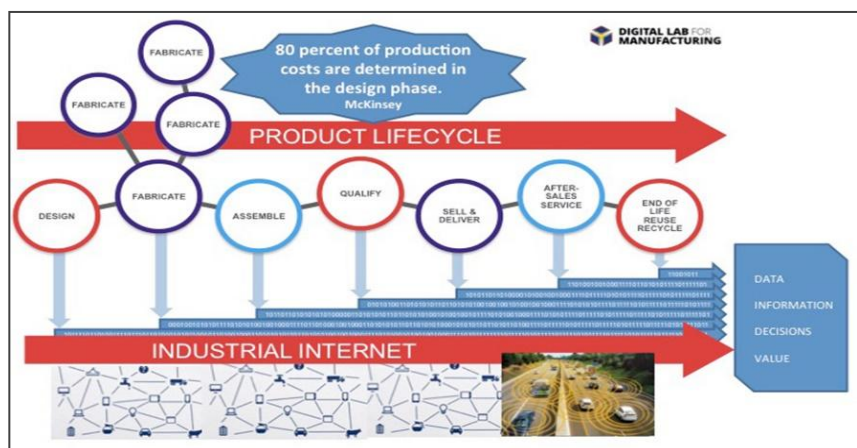 DIGITAL LAB FOR
MANUFACTURING
80 percent of production
costs are determined in
the design phase.
McKinsey
FABRICATE
FABRICATE
FABRICATE
PRODUCT LIFECYCLE
DESIGN
FABRICATE
ASSEMBLE
QUALIFY
SELL &
DELIVER
AFTER-
SALES
SERVICE
END OF
LIFE
REUSE
RECYCLE
11001011
INDUSTRIAL INTERNET
DATA
INFORMATION
DECISIONS
VALUE